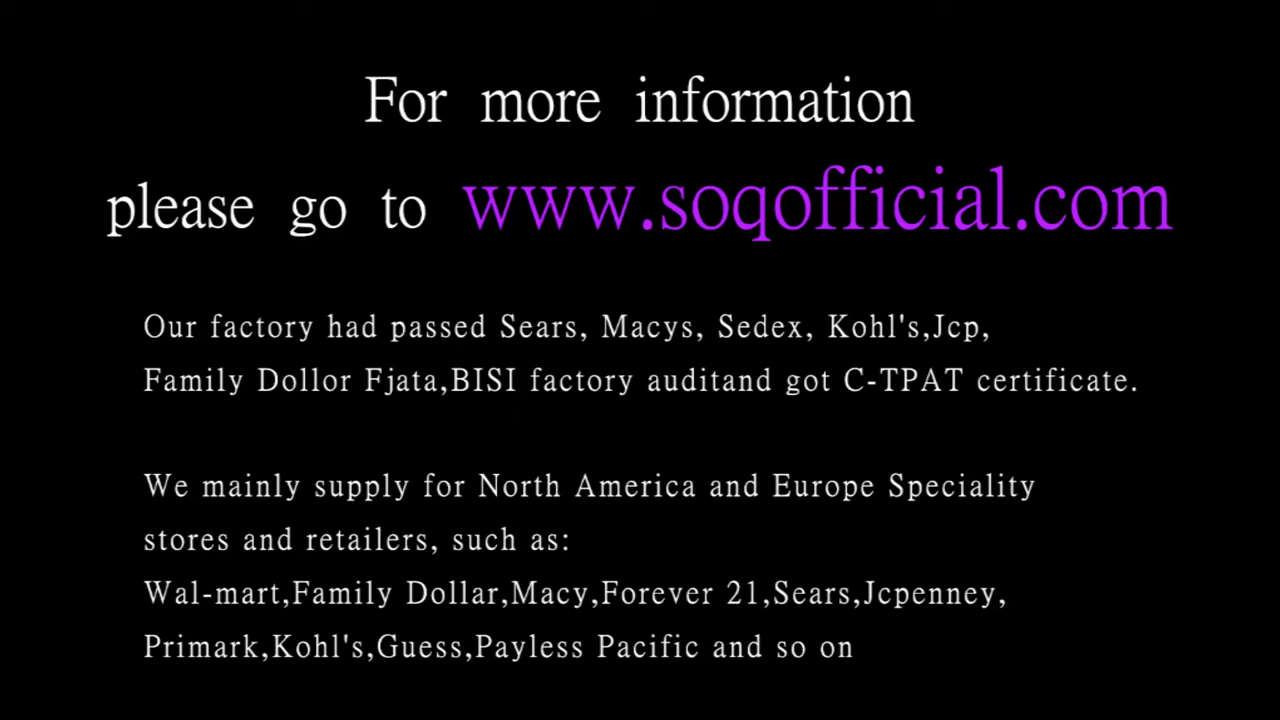 For more information
please go to www.soqofficial.com
Our factory had passed Sears, Macys, Sedex, Kohl's,Jcp,
Family Dollor Fjata,BISI factory auditand got C-TPAT certificate.
We mainly supply for North America and Europe Speciality
stores and retailers, such as:
Wal-mart,Family Dollar,Macy,Forever 21,Sears,Jcpenney,
Primark,Kohl's,Guess,Payless Pacific and so on